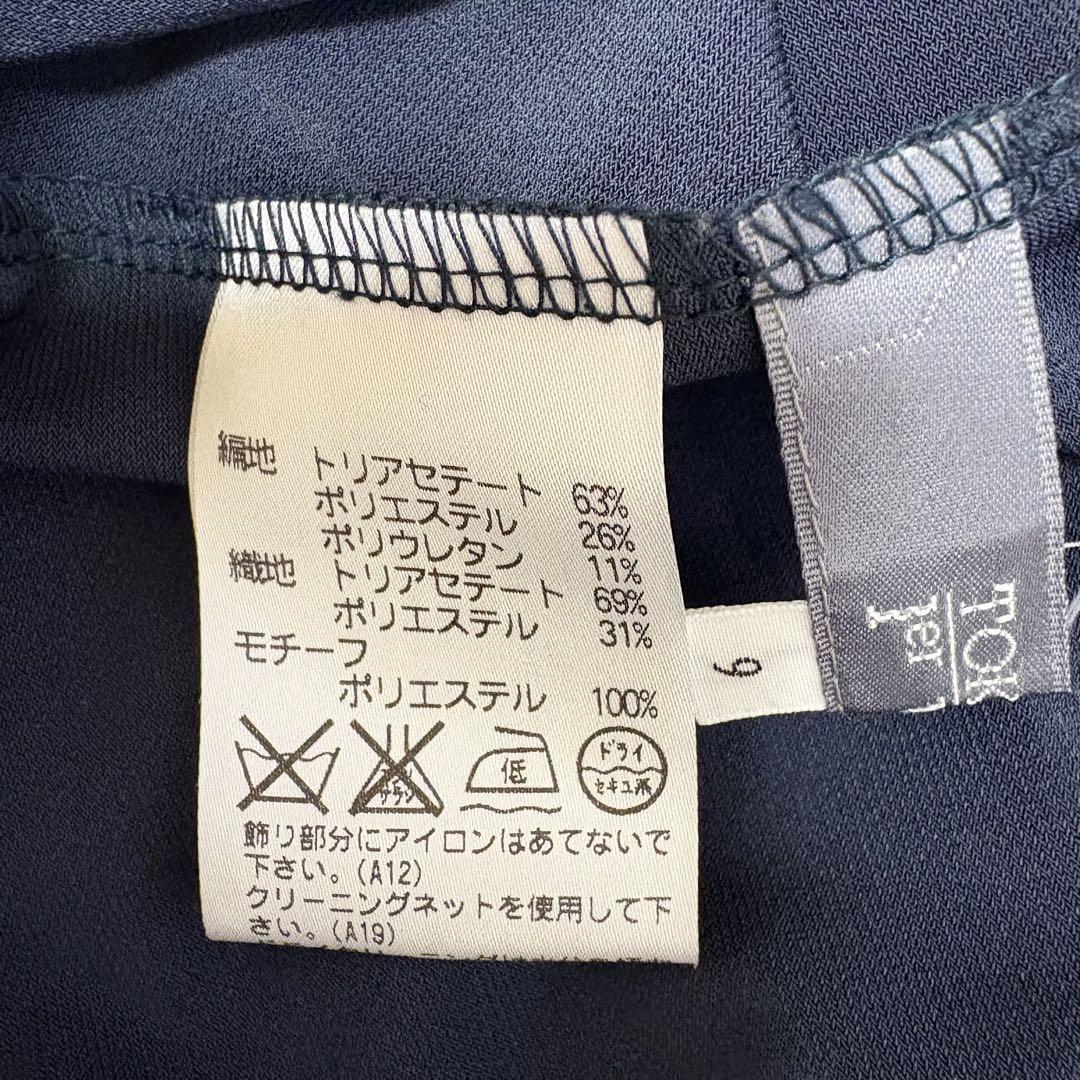 編地 トリアセテート 63%
ポリエステル 26%
ポリウレタン 11%
織地 トリアセテート 69%
ポリエステル 31%
モチーフ
ポリエステル 100%
サラシ
低
ドライ
セキユ系
飾り部分にアイロンはあてないで
下さい。(A12)
クリーニングネットを使用して下
さい。(A19)
9
TOK
per